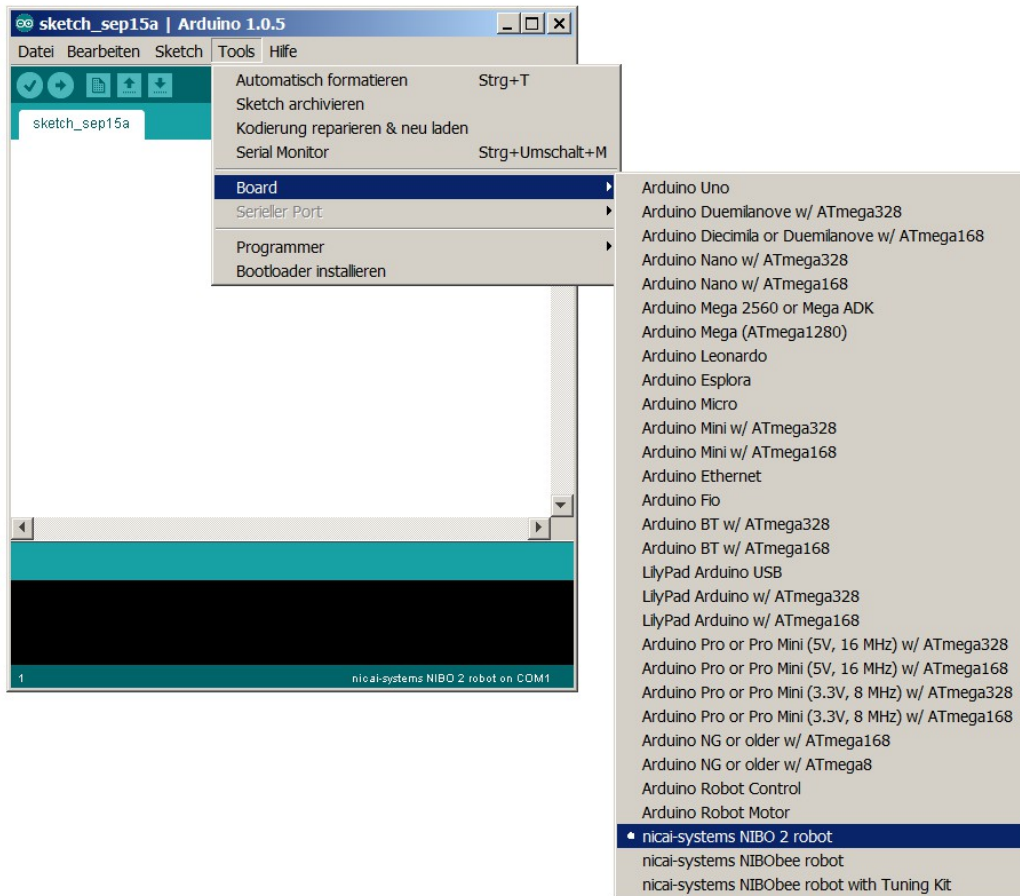 sketch_sep15a | Arduino 1.0.5
Datei Bearbeiten Sketch Tools Hilfe
sketch_sep15a
Automatisch formatieren Strg+T
Sketch archivieren
Kodierung reparieren & neu laden
Serial Monitor Strg+Umschalt+M
Board
Serieller Port
Programmer
Bootloader installieren
Arduino Uno
Arduino Duemilanove w/ ATmega328
Arduino Diecimila or Duemilanove w/ ATmega168
Arduino Nano w/ ATmega328
Arduino Nano w/ ATmega168
Arduino Mega 2560 or Mega ADK
Arduino Mega (ATmega1280)
Arduino Leonardo
Arduino Esplora
Arduino Micro
Arduino Mini w/ ATmega328
Arduino Mini w/ ATmega168
Arduino Ethernet
Arduino Fio
Arduino BT w/ ATmega328
Arduino BT w/ ATmega168
LilyPad Arduino USB
LilyPad Arduino w/ ATmega328
LilyPad Arduino w/ ATmega168
Arduino Pro or Pro Mini (5V, 16 MHz) w/ ATmega328
Arduino Pro or Pro Mini (5V, 16 MHz) w/ ATmega168
Arduino Pro or Pro Mini (3.3V, 8 MHz) w/ ATmega328
Arduino Pro or Pro Mini (3.3V, 8 MHz) w/ ATmega168
Arduino NG or older w/ ATmega168
Arduino NG or older w/ ATmega8
Arduino Robot Control
Arduino Robot Motor
nicai-systems NIBO 2 robot
nicai-systems NIBObee robot
nicai-systems NIBObee robot with Tuning Kit
1 nicai-systems NIBO 2 robot on COM1